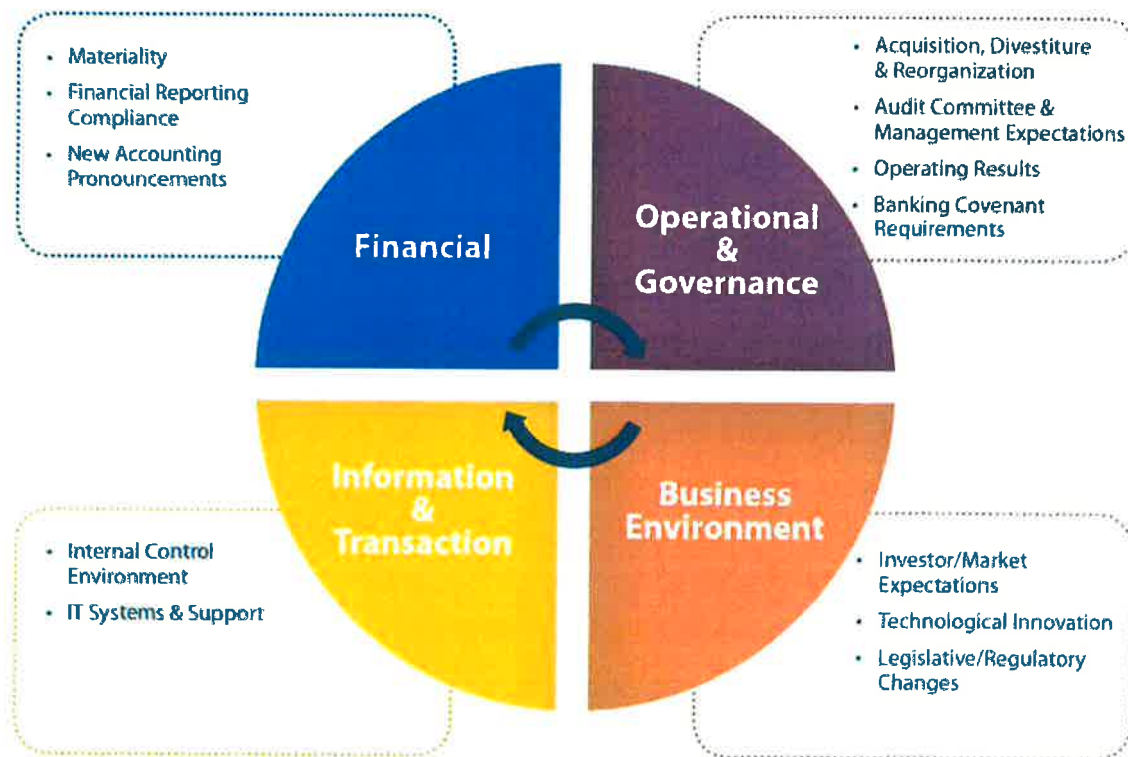 • Materiality
• Financial Reporting
Compliance
• New Accounting
Pronouncements
• Acquisition, Divestiture
& Reorganization
• Audit Committee &
Management Expectations
• Operating Results
• Banking Covenant
Requirements
Financial
Operational
&
Governance
Information
&
Transaction
Business
Environment
• Internal Control
Environment
• IT Systems & Support
• Investor/Market
Expectations
• Technological Innovation
• Legislative/Regulatory
Changes